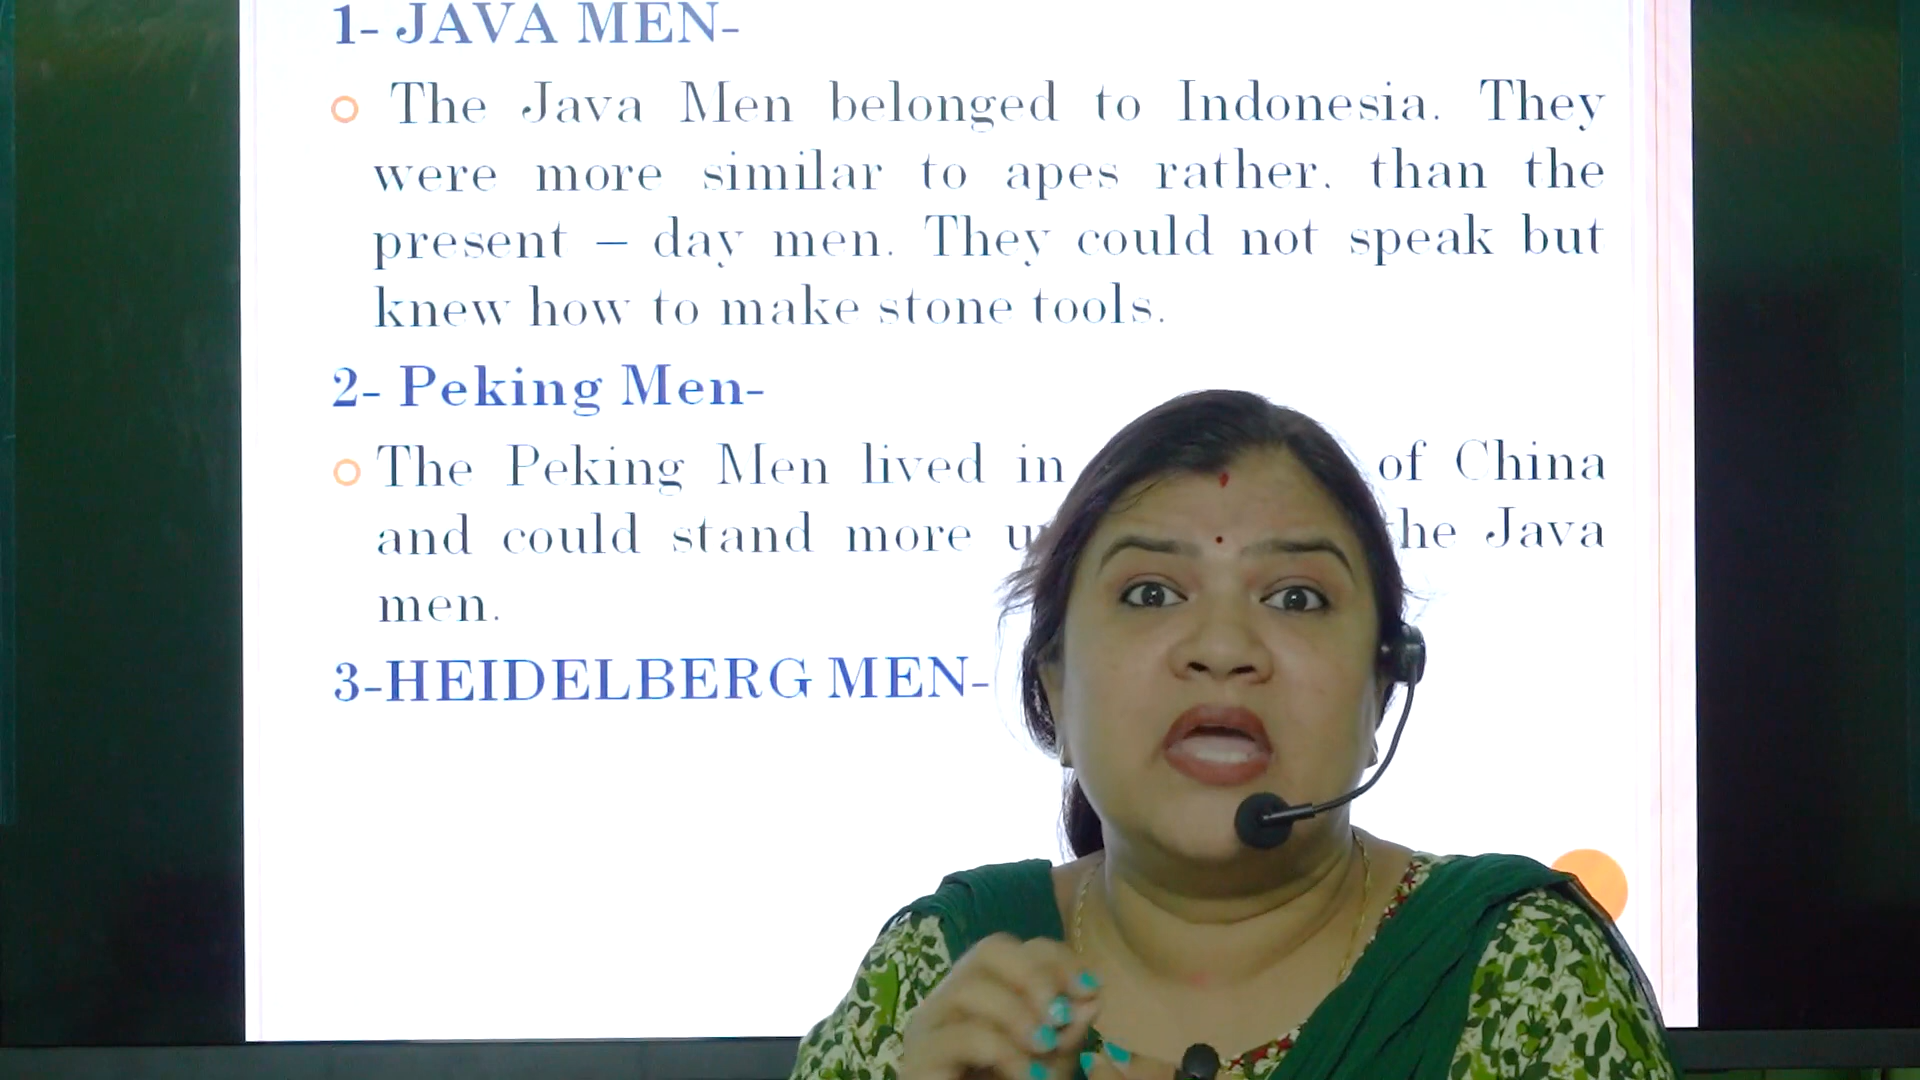 1- JAVA MEN-
The Java Men belonged to Indonesia. They
were more similar to apes rather. than the
present – day men. They could not speak but
knew how to make stone tools.
2- Peking Men-
The Peking Men lived in of China
and could stand more the Java
men.
3-HEIDELBERG MEN-